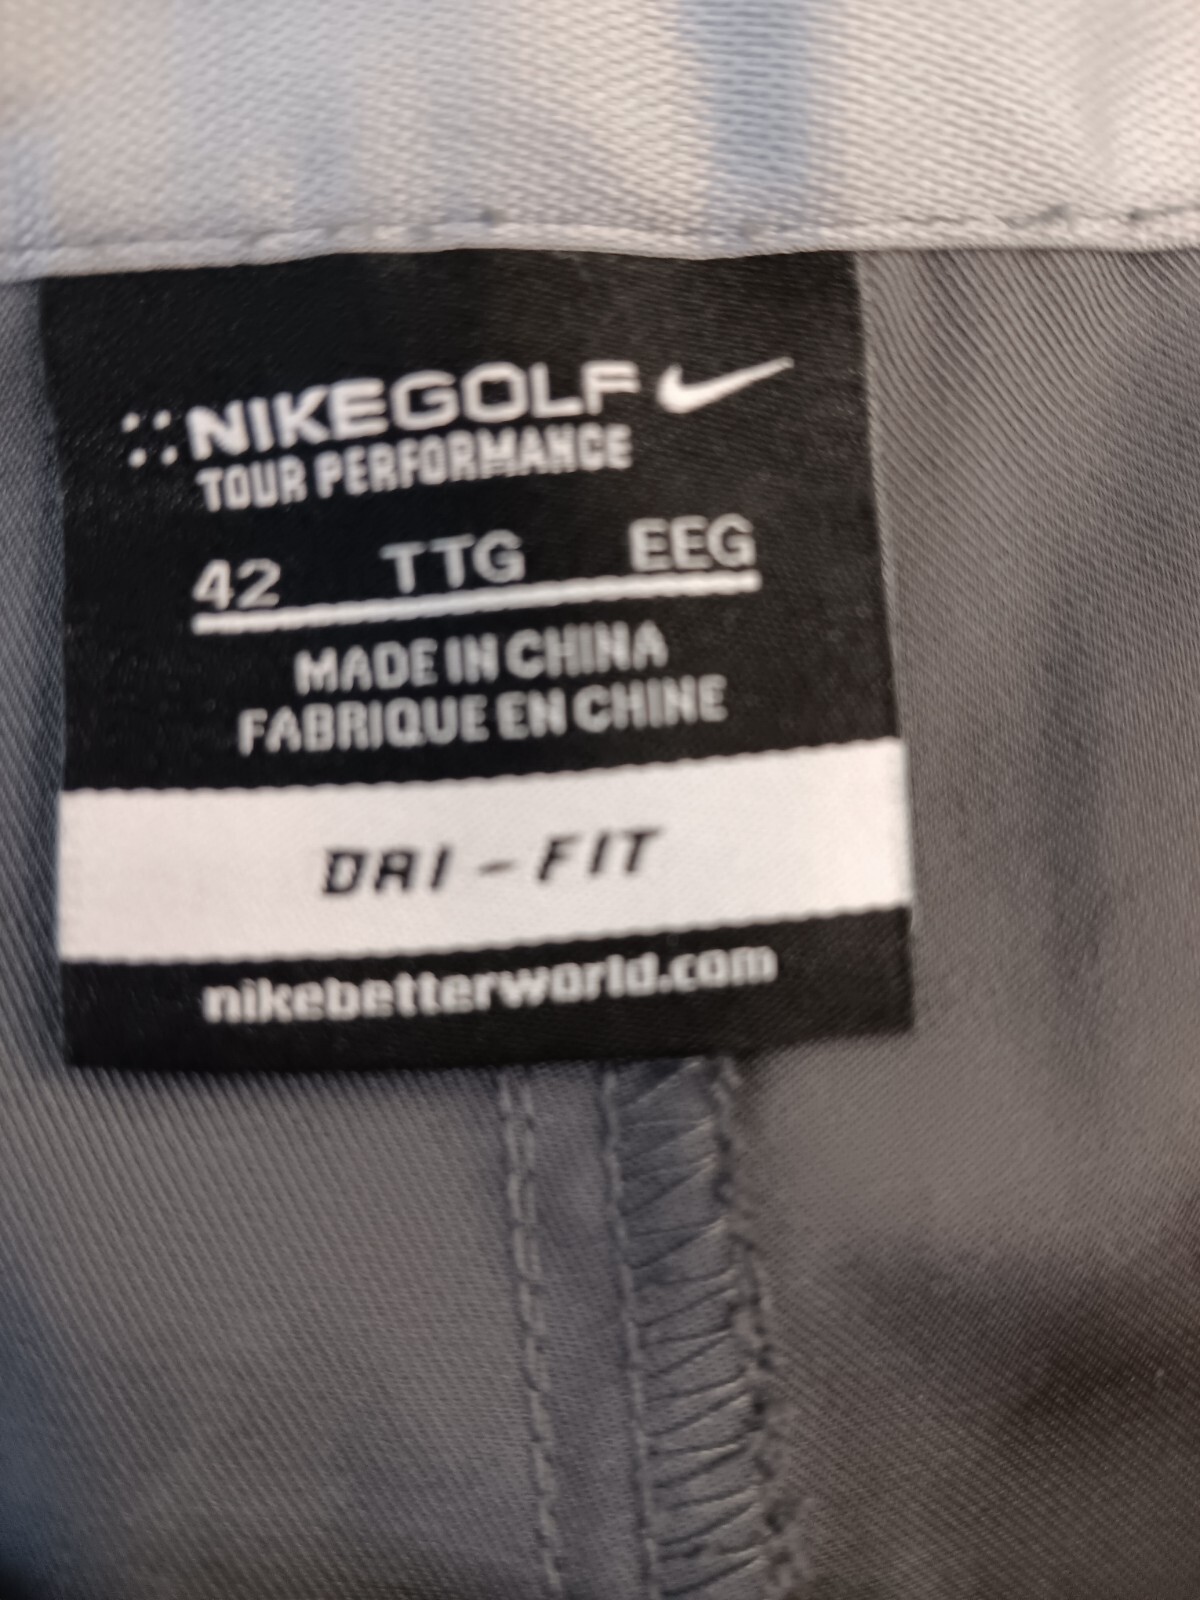 NIKEGOLF
TOUR PERFORMANCE
42 TTG EEG
MADE IN CHINA
FABRIQUE EN CHINE
DRI-FIT
nikebetterworld.com